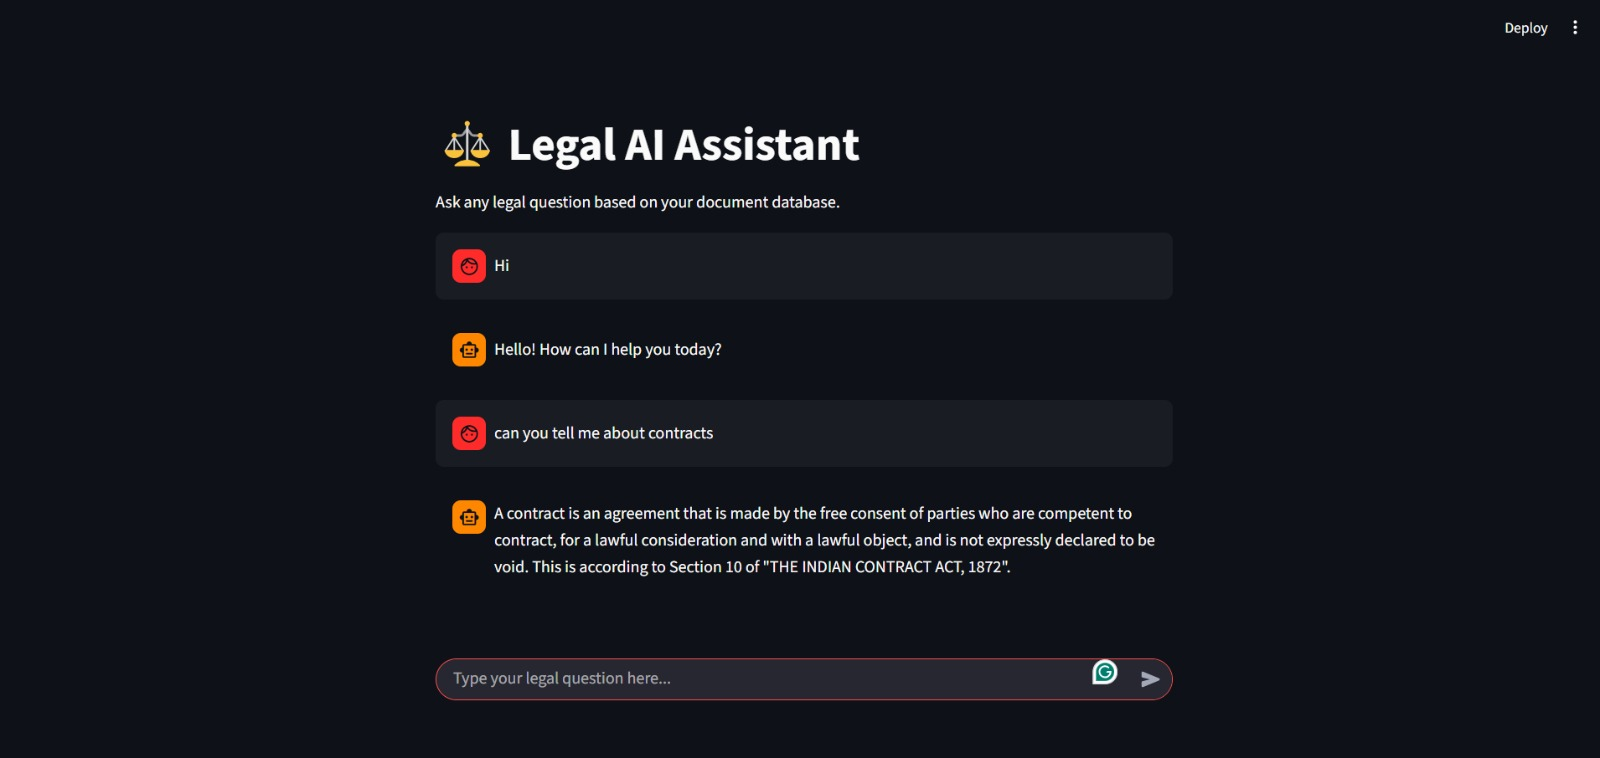 Deploy
Legal AI Assistant
Ask any legal question based on your document database.
Hi
Hello! How can I help you today?
can you tell me about contracts
A contract is an agreement that is made by the free consent of parties who are competent to
contract, for a lawful consideration and with a lawful object, and is not expressly declared to be
void. This is according to Section 10 of "THE INDIAN CONTRACT ACT, 1872".
Type your legal question here...